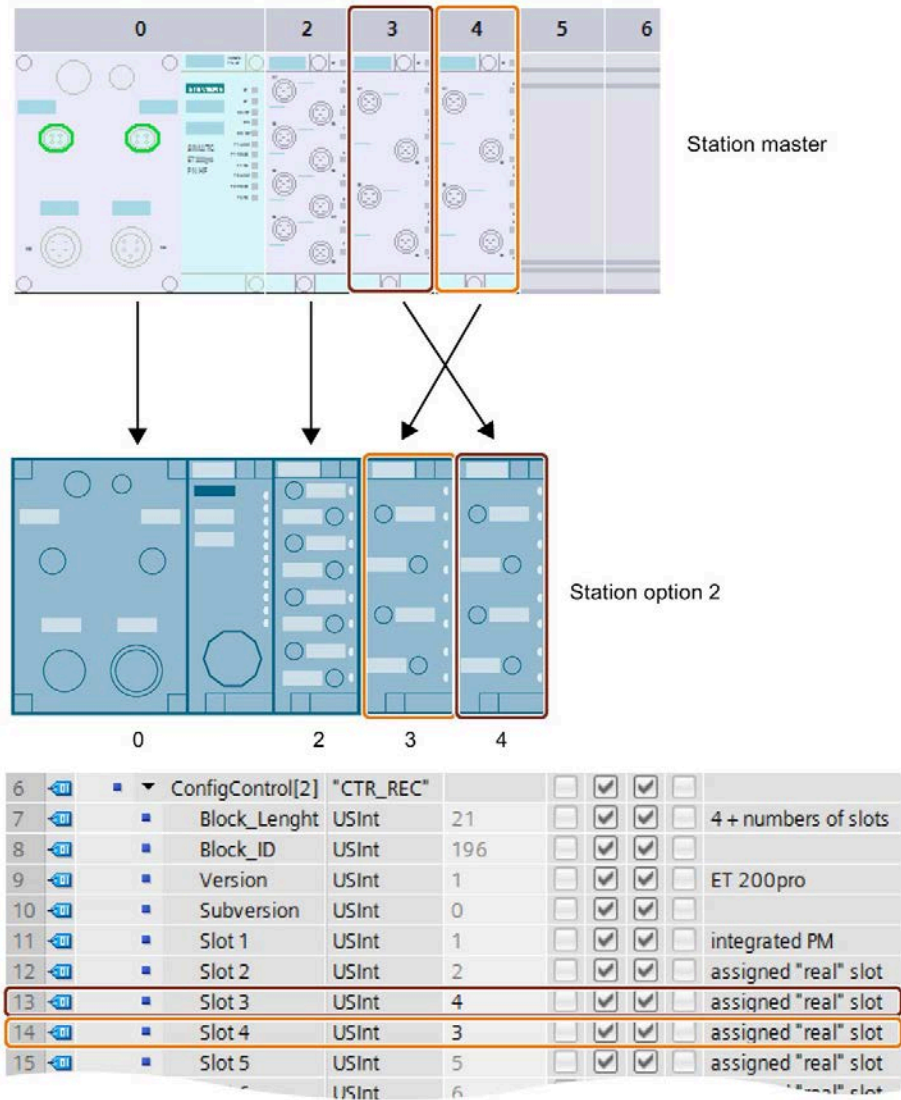 0 2 3 4 5 6
Station master
Station option 2
0 2 3 4
6 ConfigControl[2] "CTR_REC"
7 Block_Lenght USInt 21 4 + numbers of slots
8 Block_ID USInt 196
9 Version USInt 1 ET 200pro
10 Subversion USInt 0
11 Slot 1 USInt 1 integrated PM
12 Slot 2 USInt 2 assigned "real" slot
13 Slot 3 USInt 4 assigned "real" slot
14 Slot 4 USInt 3 assigned "real" slot
15 Slot 5 USInt 5 assigned "real" slot
USInt 6